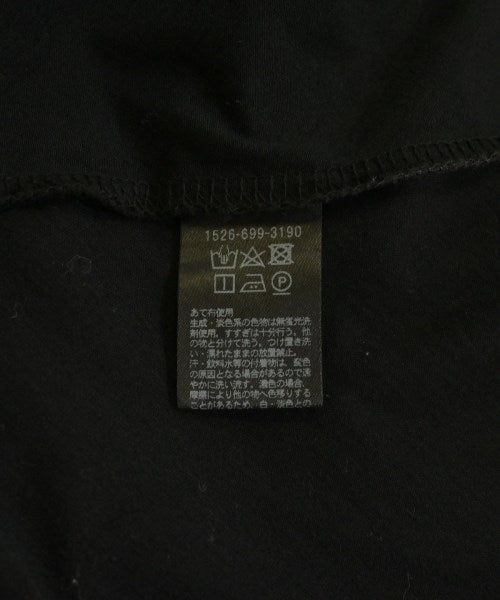 1526-699-3190
あて布使用
生成・淡色系の色物は無蛍光洗
剤使用。すすぎは十分行う。他
の物と分けて洗う。つけ置き洗
い・濡れたままの放置禁止。
汗・飲料水等の付着物は、変色
の原因となる場合があるので速
やかに洗い流す。濃色の場合、
摩擦により他の物へ色移りする
ことがあるため、白・淡色との